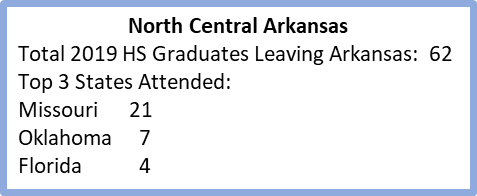 North Central Arkansas
Total 2019 HS Graduates Leaving Arkansas: 62
Top 3 States Attended:
Missouri 21
Oklahoma 7
Florida 4